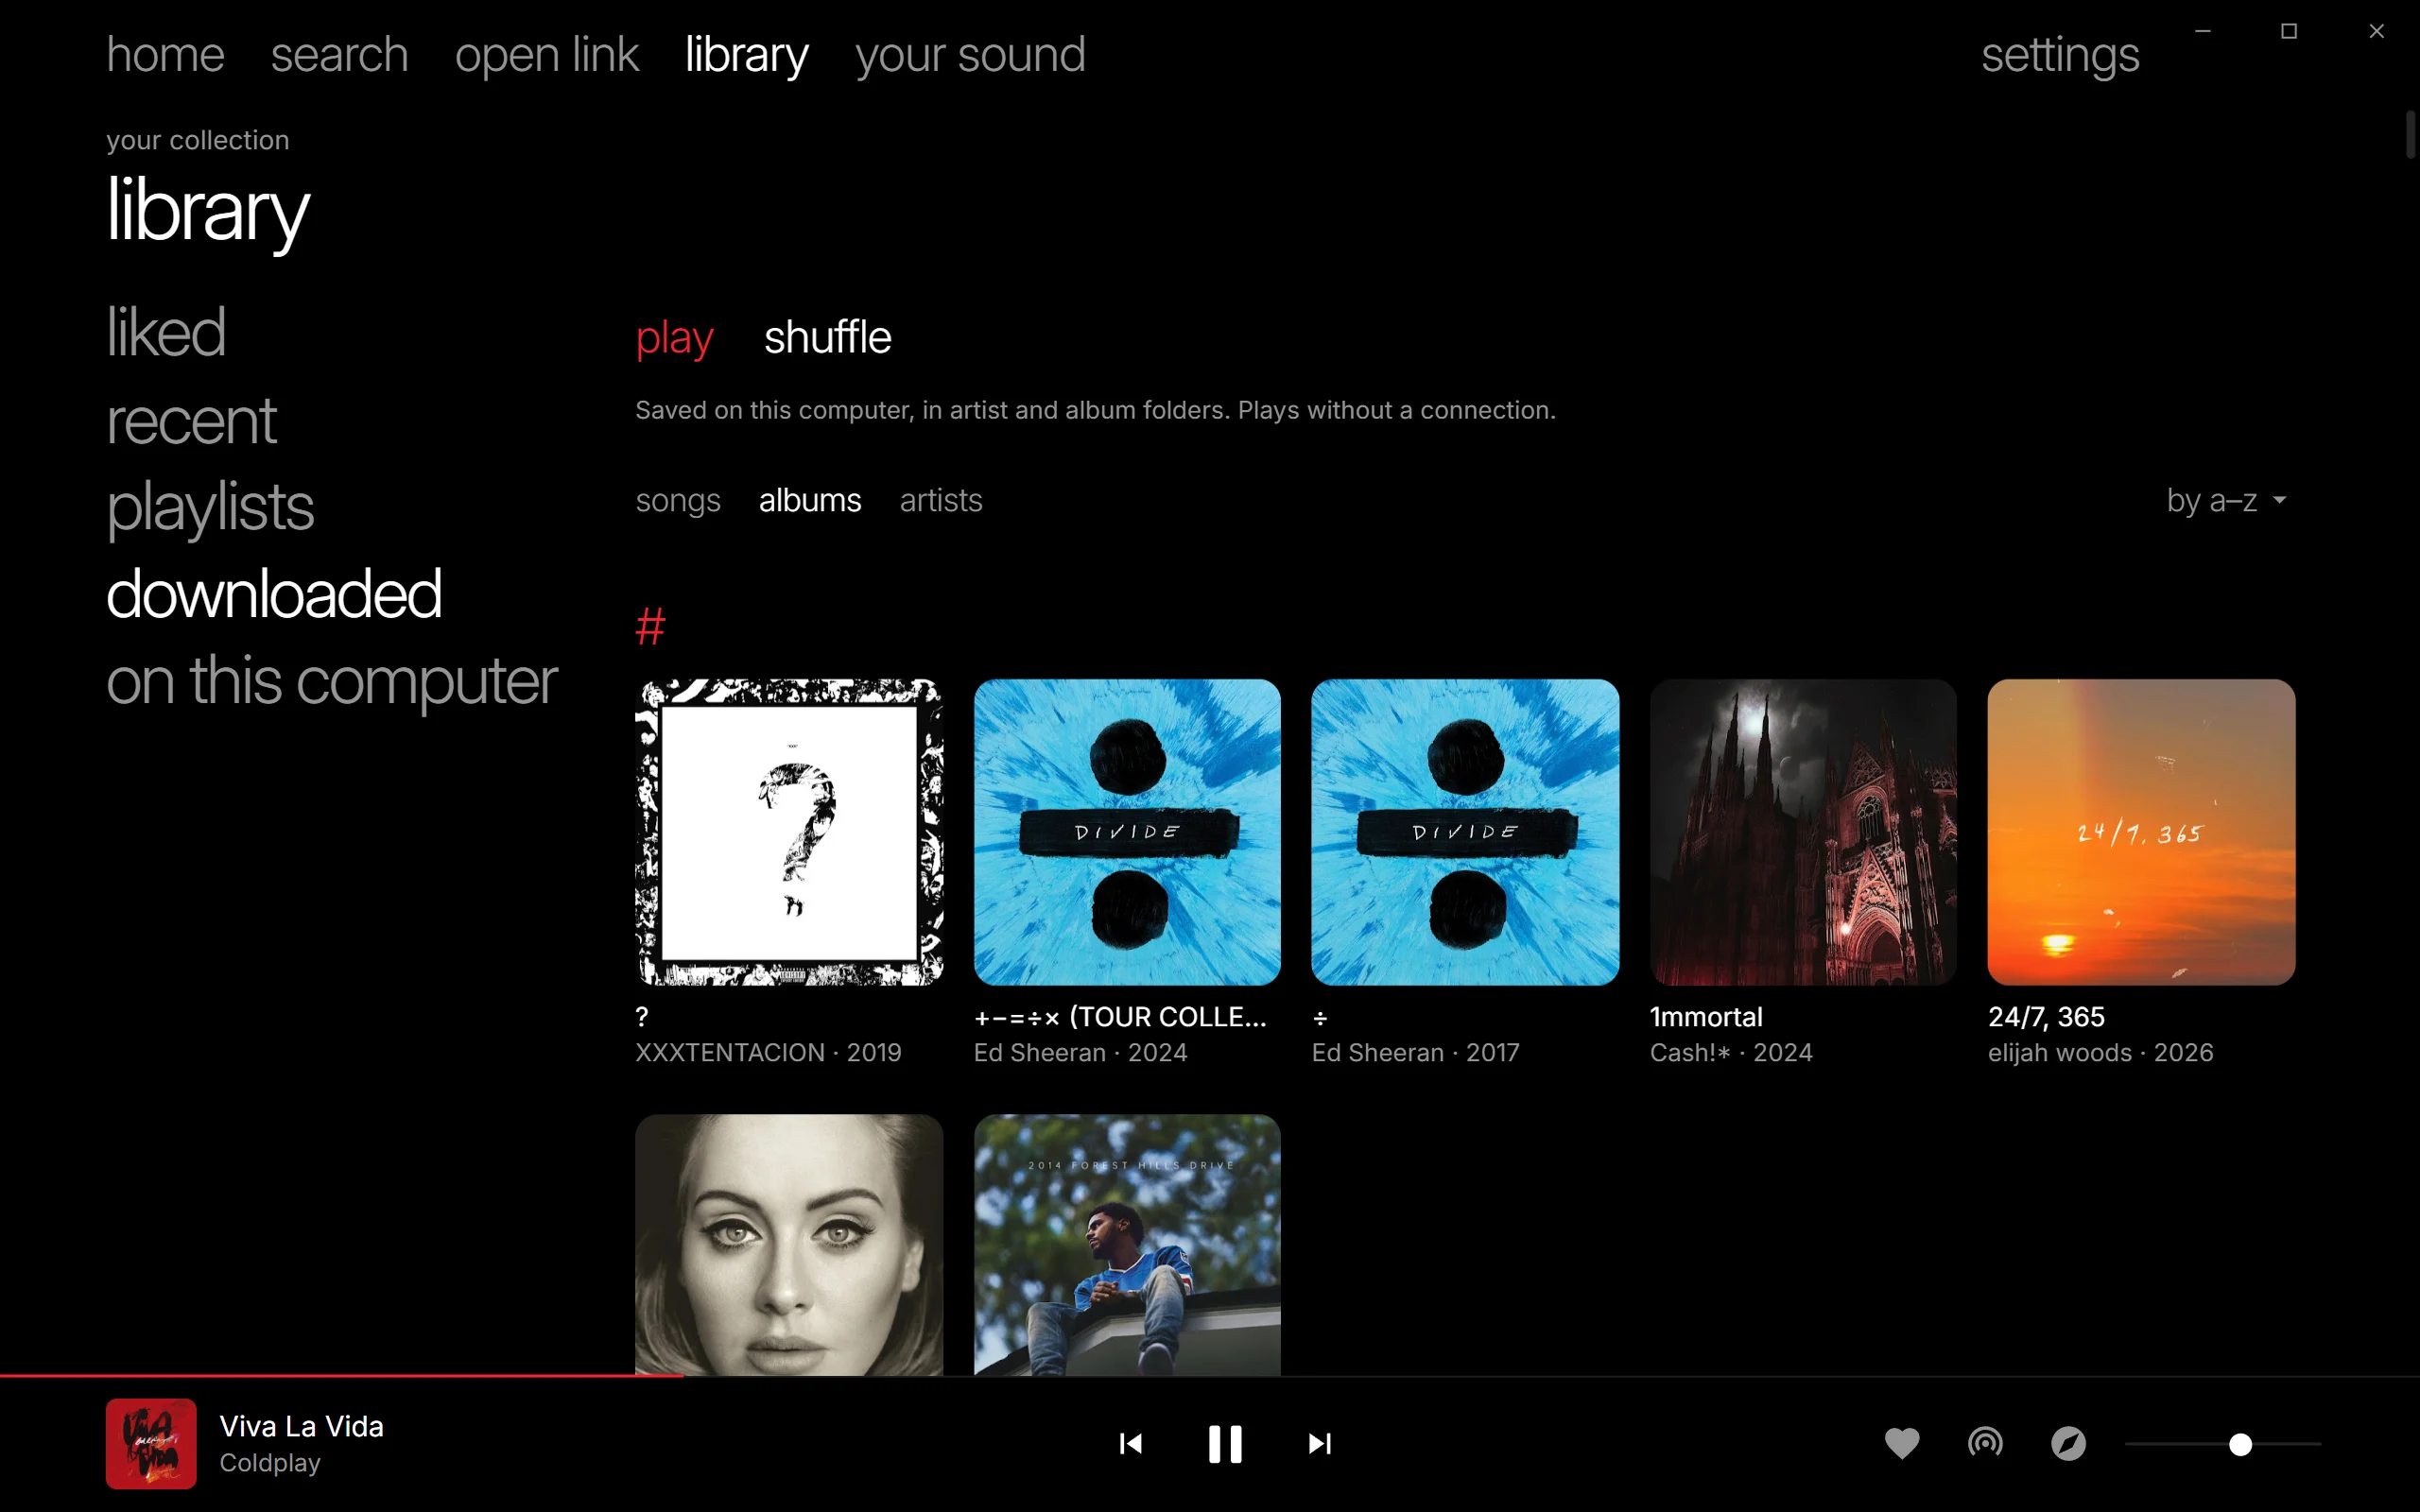 home search open link library your sound settings
your collection
library
liked
recent
playlists
downloaded
on this computer
play shuffle
Saved on this computer, in artist and album folders. Plays without a connection.
songs albums artists by a–z
#
DIVIDE
DIVIDE
24/7, 365
?
XXXTENTACION · 2019
+−=÷× (TOUR COLLE...
Ed Sheeran · 2024
÷
Ed Sheeran · 2017
1mmortal
Cash!* · 2024
24/7, 365
elijah woods · 2026
2014 FOREST HILLS DRIVE
Viva La Vida
Coldplay